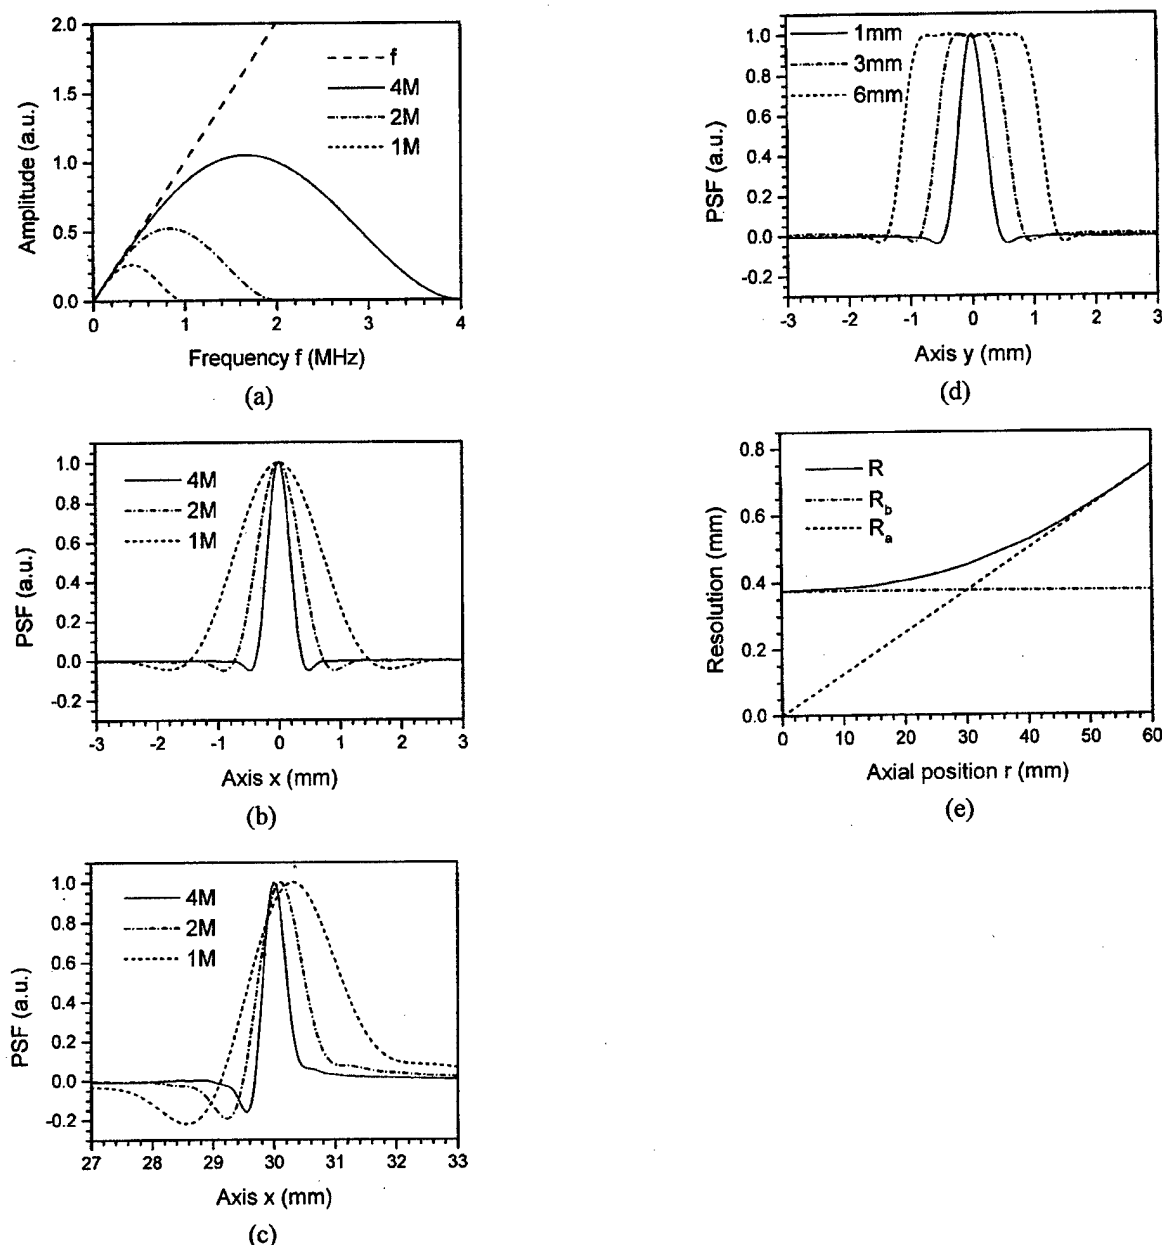 2.0
1.5
1.0
0.5
0.0
Amplitude (a.u.)
f
4M
2M
1M
0 1 2 3 4
Frequency f (MHz)
(a)
1.0
0.8
0.6
0.4
0.2
0.0
-0.2
PSF (a.u.)
4M
2M
1M
-3 -2 -1 0 1 2 3
Axis x (mm)
(b)
1.0
0.8
0.6
0.4
0.2
0.0
-0.2
PSF (a.u.)
4M
2M
1M
27 28 29 30 31 32 33
Axis x (mm)
(c)
1.0
0.8
0.6
0.4
0.2
0.0
-0.2
PSF (a.u.)
1mm
3mm
6mm
-3 -2 -1 0 1 2 3
Axis y (mm)
(d)
0.8
0.6
0.4
0.2
0.0
Resolution (mm)
R
R_b
R_a
0 10 20 30 40 50 60
Axial position r (mm)
(e)